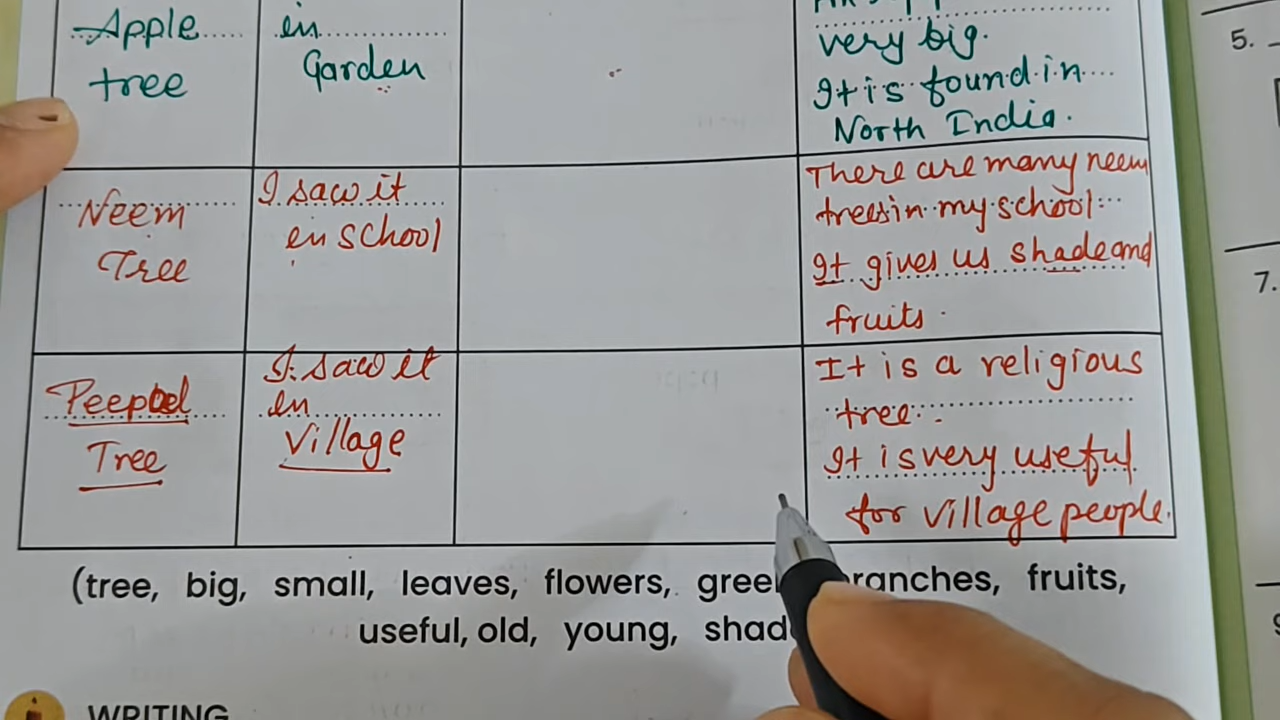 Apple
tree
in
Garden
very big.
It is found in
North India.
Neem
Tree
I saw it
in school
There are many neem
trees in my school
It gives us shade and
fruits.
Peepal
Tree
I saw it
in
Village
It is a religious
tree.
It is very useful
for village people.
(tree, big, small, leaves, flowers, branches, fruits,
useful, old, young,
WRITING
5.
7.